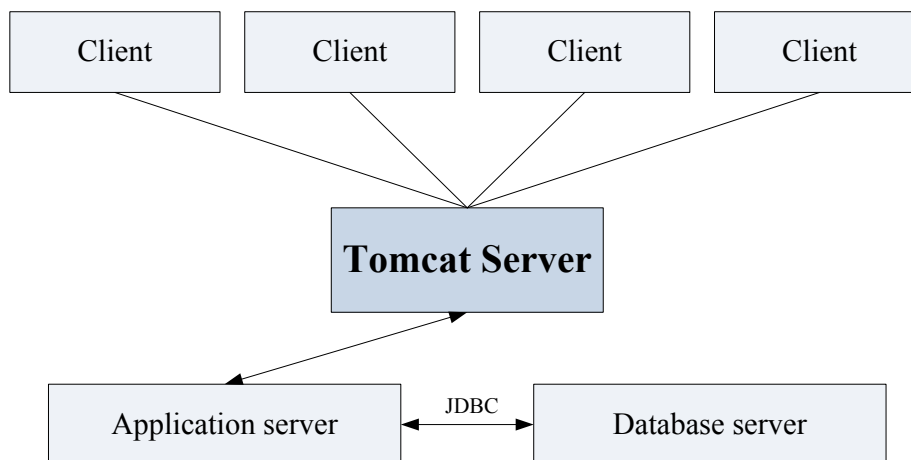 Client
Client
Client
Client
Tomcat Server
Application server
JDBC
Database server